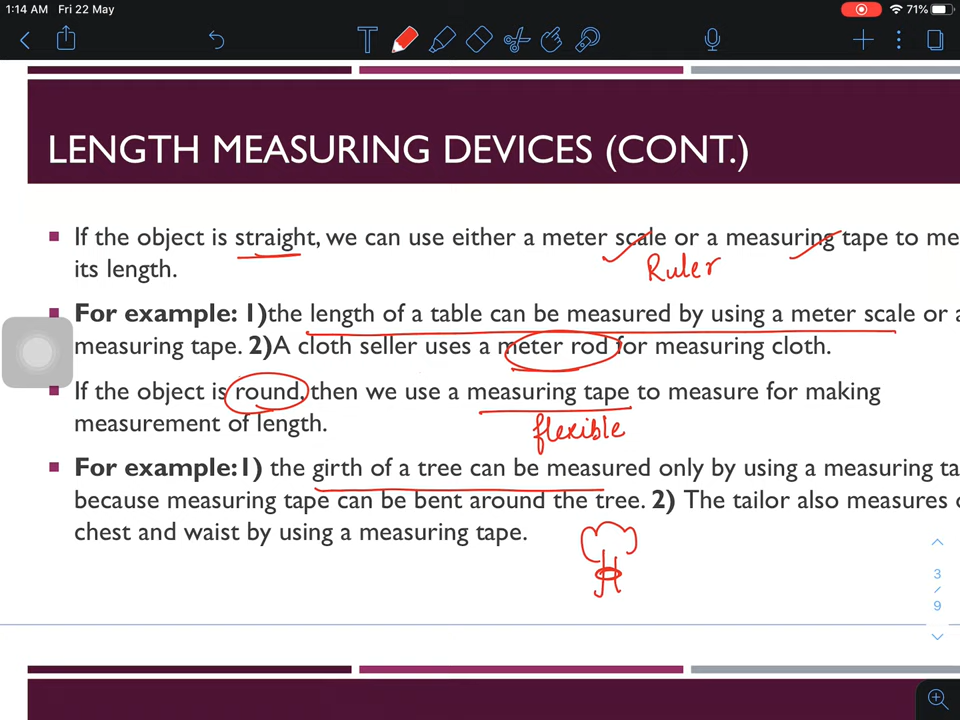 1:14 AM Fri 22 May 71%
LENGTH MEASURING DEVICES (CONT.)
If the object is straight, we can use either a meter scale or a measuring tape to me
Ruler
its length.
For example: 1)the length of a table can be measured by using a meter scale or a
measuring tape. 2)A cloth seller uses a meter rod for measuring cloth.
If the object is round, then we use a measuring tape to measure for making
measurement of length.
flexible
For example:1) the girth of a tree can be measured only by using a measuring ta
because measuring tape can be bent around the tree. 2) The tailor also measures o
chest and waist by using a measuring tape.
3
/
9